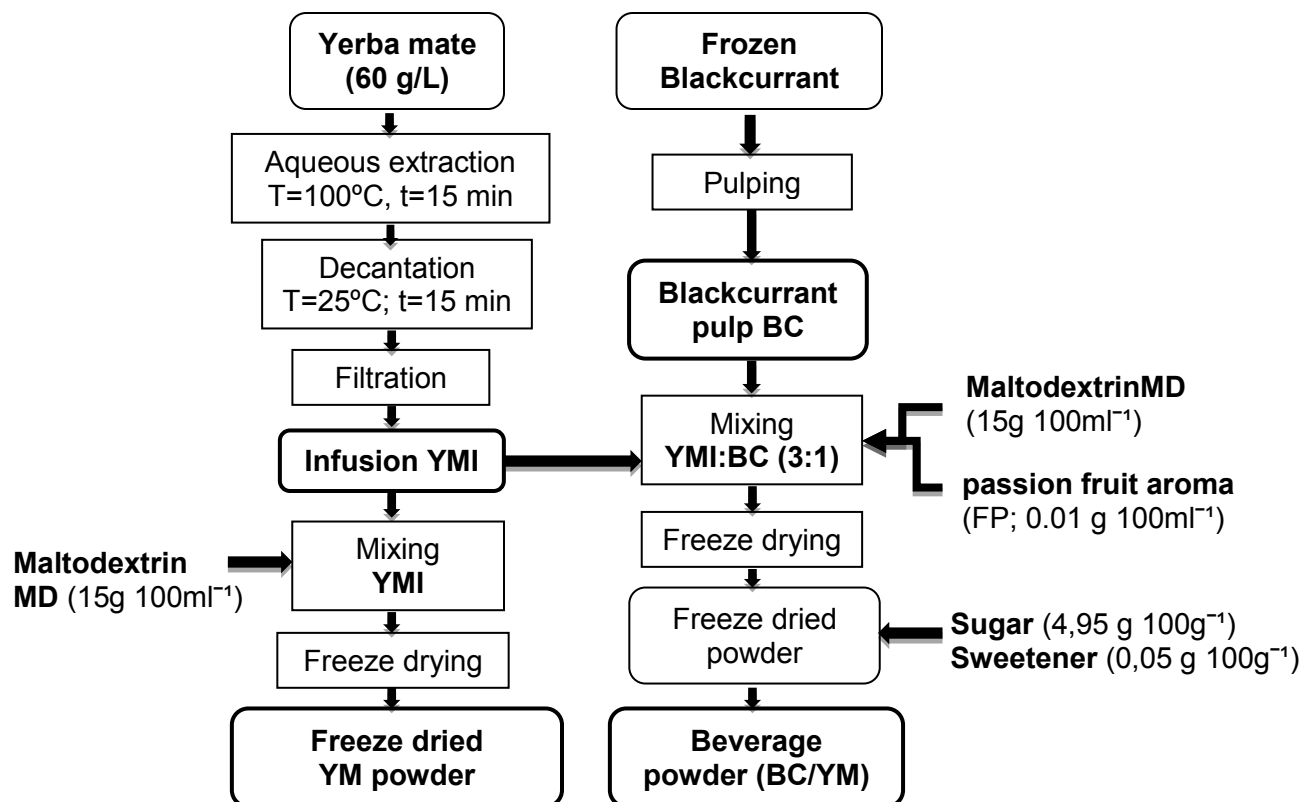 Yerba mate
(60 g/L)
Aqueous extraction
T=100ºC, t=15 min
Decantation
T=25ºC; t=15 min
Filtration
Infusion YMI
Maltodextrin
MD (15g 100ml⁻¹)
Mixing
YMI
Freeze drying
Freeze dried
YM powder
Frozen
Blackcurrant
Pulping
Blackcurrant
pulp BC
Mixing
YMI:BC (3:1)
MaltodextrinMD
(15g 100ml⁻¹)
passion fruit aroma
(FP; 0.01 g 100ml⁻¹)
Freeze drying
Freeze dried
powder
Sugar (4,95 g 100g⁻¹)
Sweetener (0,05 g 100g⁻¹)
Beverage
powder (BC/YM)